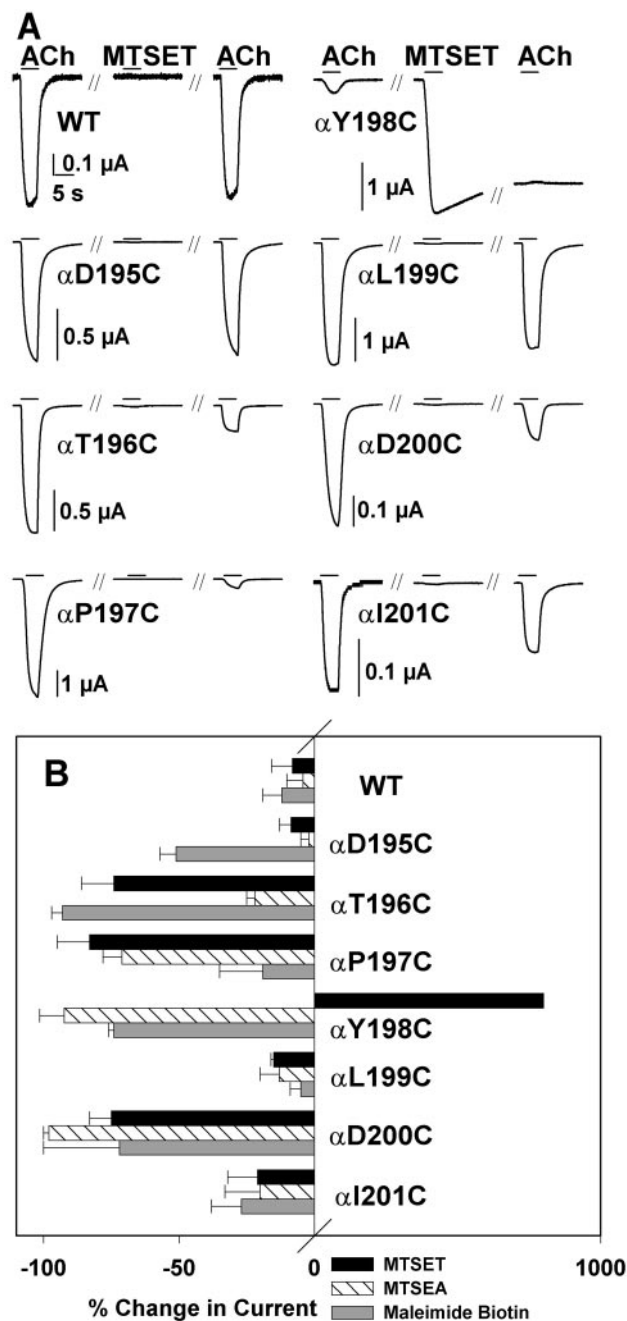 A
ACh MTSET ACh ACh MTSET ACh
WT αY198C
0.1 µA
5 s
1 µA
αD195C αL199C
0.5 µA 1 µA
αT196C αD200C
0.5 µA 0.1 µA
αP197C αI201C
1 µA 0.1 µA
B
WT
αD195C
αT196C
αP197C
αY198C
αL199C
αD200C
αI201C
-100 -50 0 1000
% Change in Current
MTSET
MTSEA
Maleimide Biotin